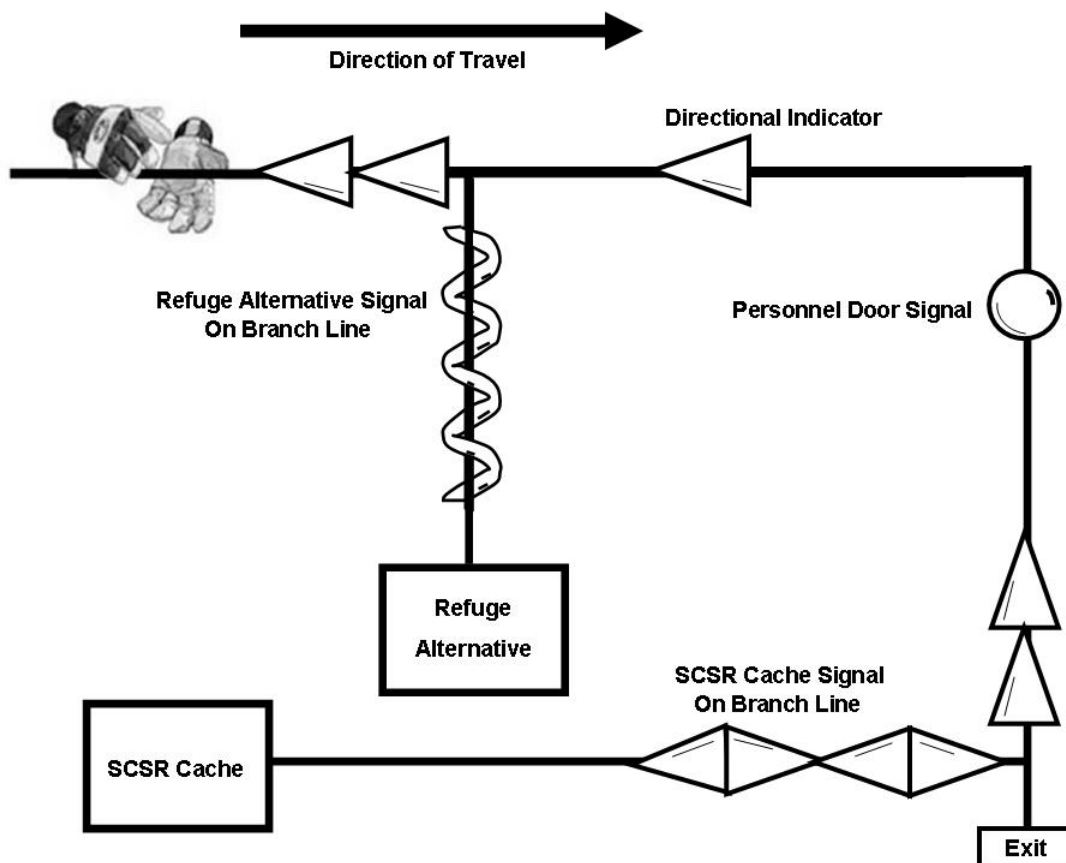 Direction of Travel
Directional Indicator
Refuge Alternative Signal
On Branch Line
Personnel Door Signal
Refuge
Alternative
SCSR Cache Signal
On Branch Line
SCSR Cache
Exit